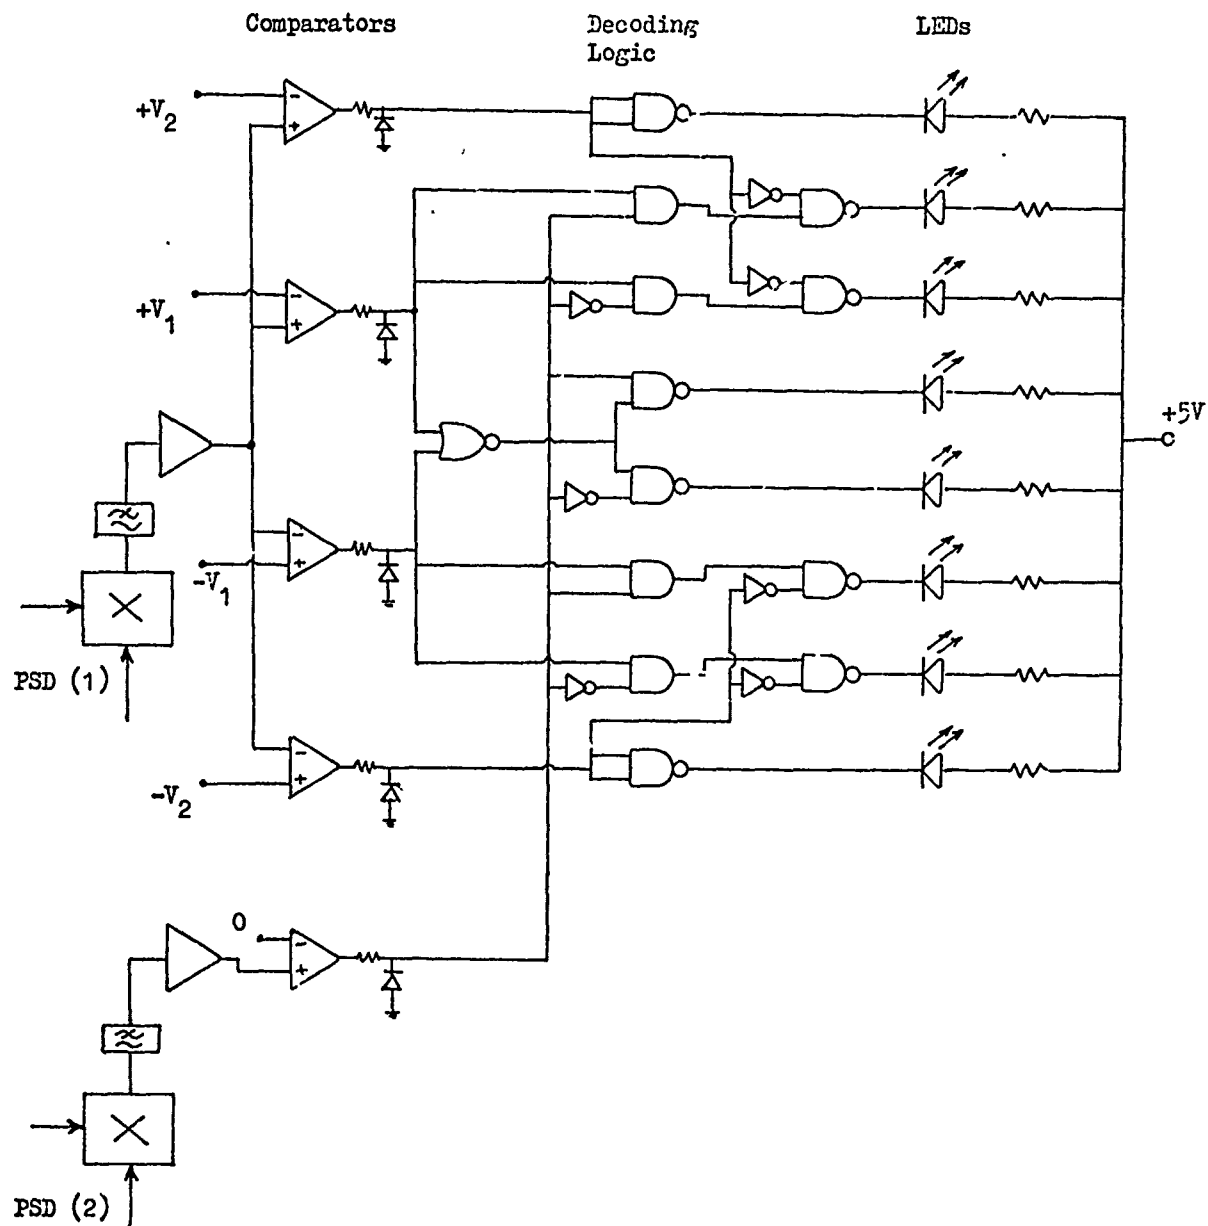 Comparators
Decoding
Logic
LEDs
+V2
-
+
+V1
-
+
+5V
-
+
-V1
PSD (1)
-
+
-V2
0
-
+
PSD (2)